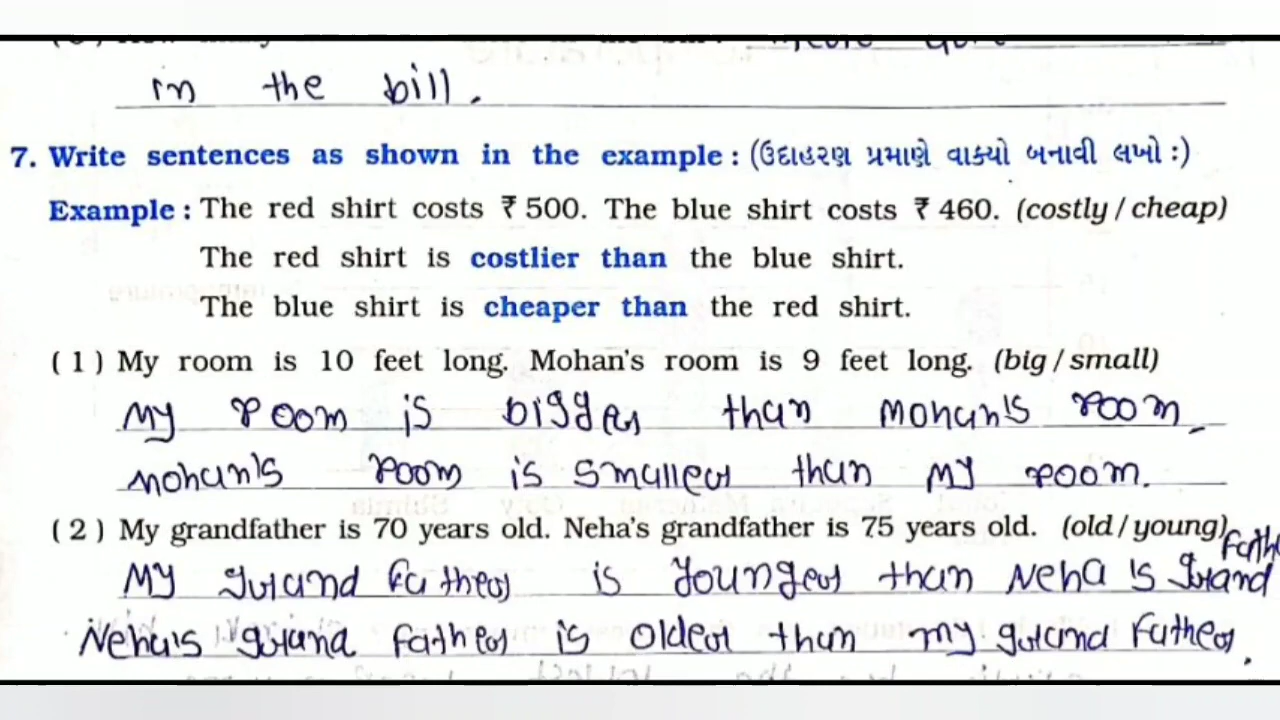 in the bill.
7. Write sentences as shown in the example : (ઉદાહરણ પ્રમાણે વાક્યો બનાવી લખો :)
Example : The red shirt costs ₹ 500. The blue shirt costs ₹ 460. (costly / cheap)
The red shirt is costlier than the blue shirt.
The blue shirt is cheaper than the red shirt.
(1) My room is 10 feet long. Mohan's room is 9 feet long. (big / small)
My room is bigger than Mohan's room.
Mohan's room is smaller than my room.
(2) My grandfather is 70 years old. Neha's grandfather is 75 years old. (old / young)
My grand father is younger than Neha's grand
Neha's grand father is older than my grand father.